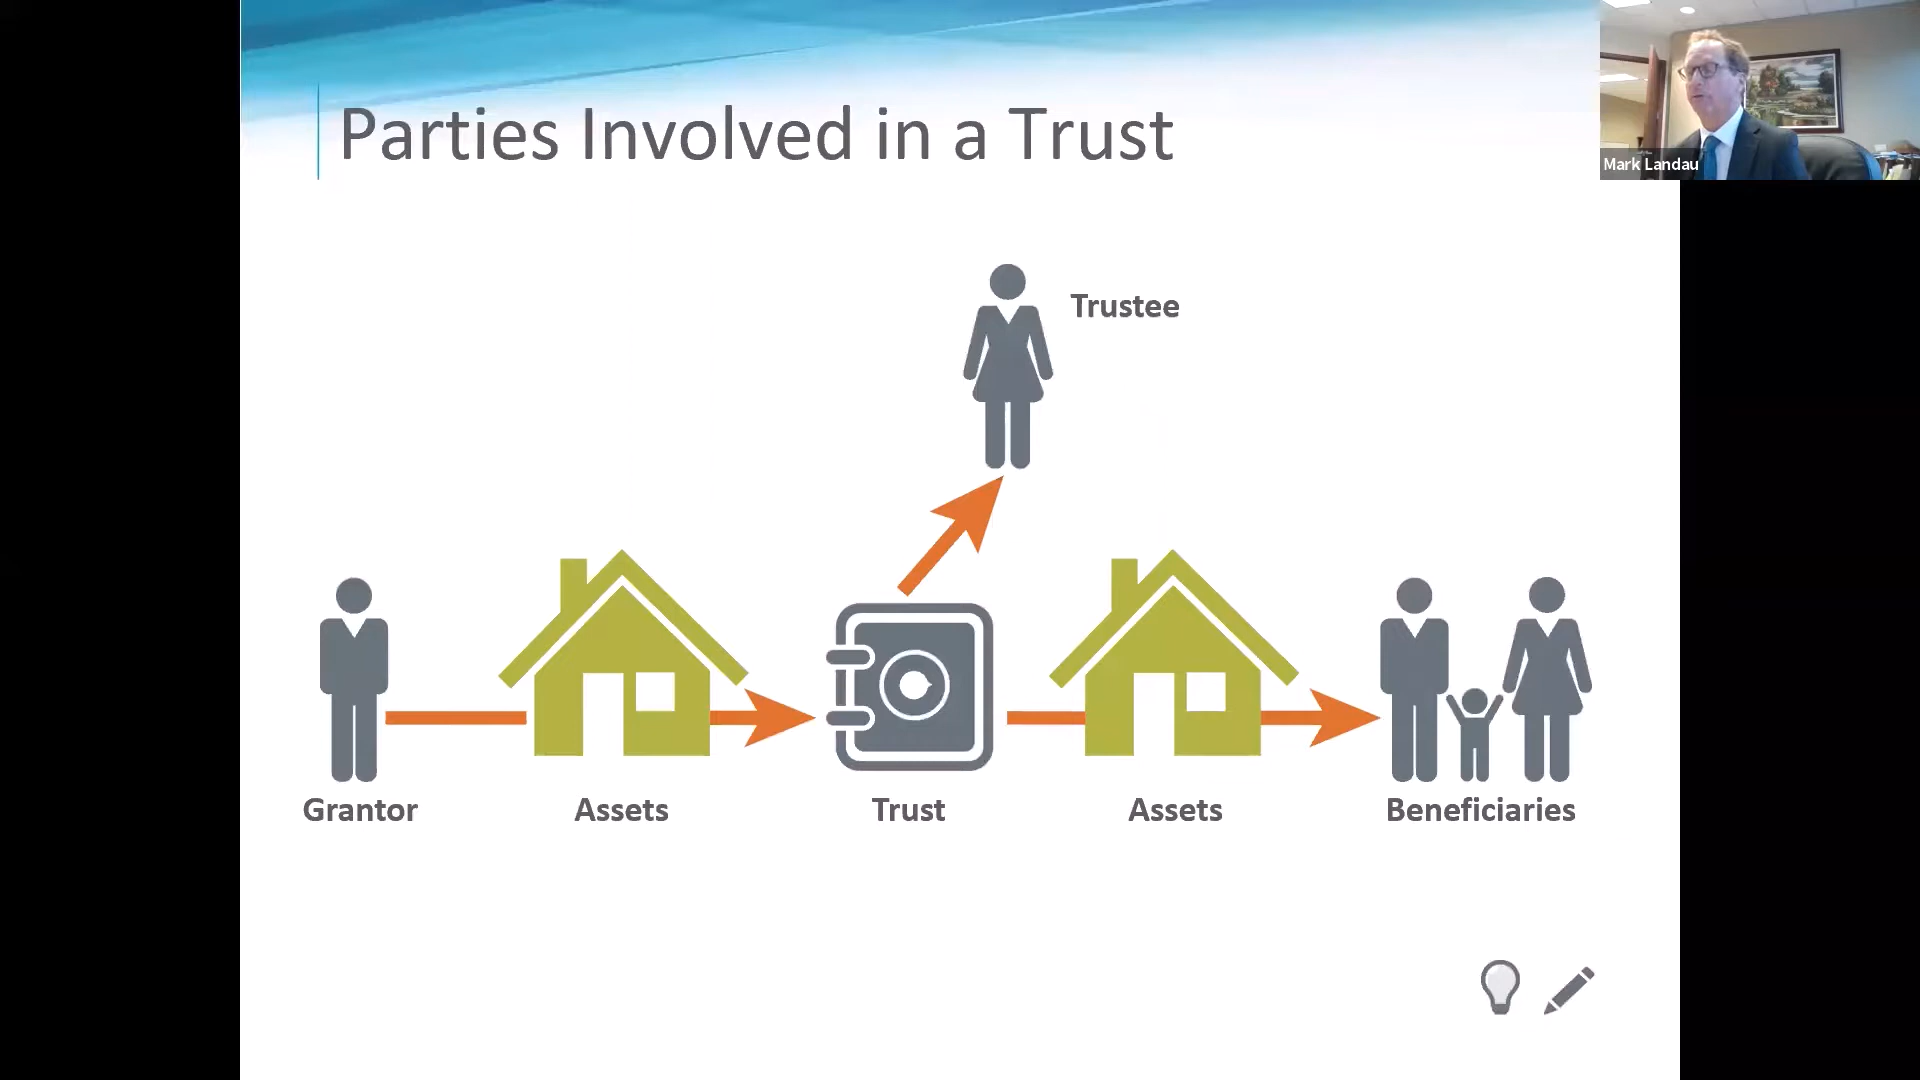 Parties Involved in a Trust
Mark Landau
Trustee
Grantor
Assets
Trust
Assets
Beneficiaries